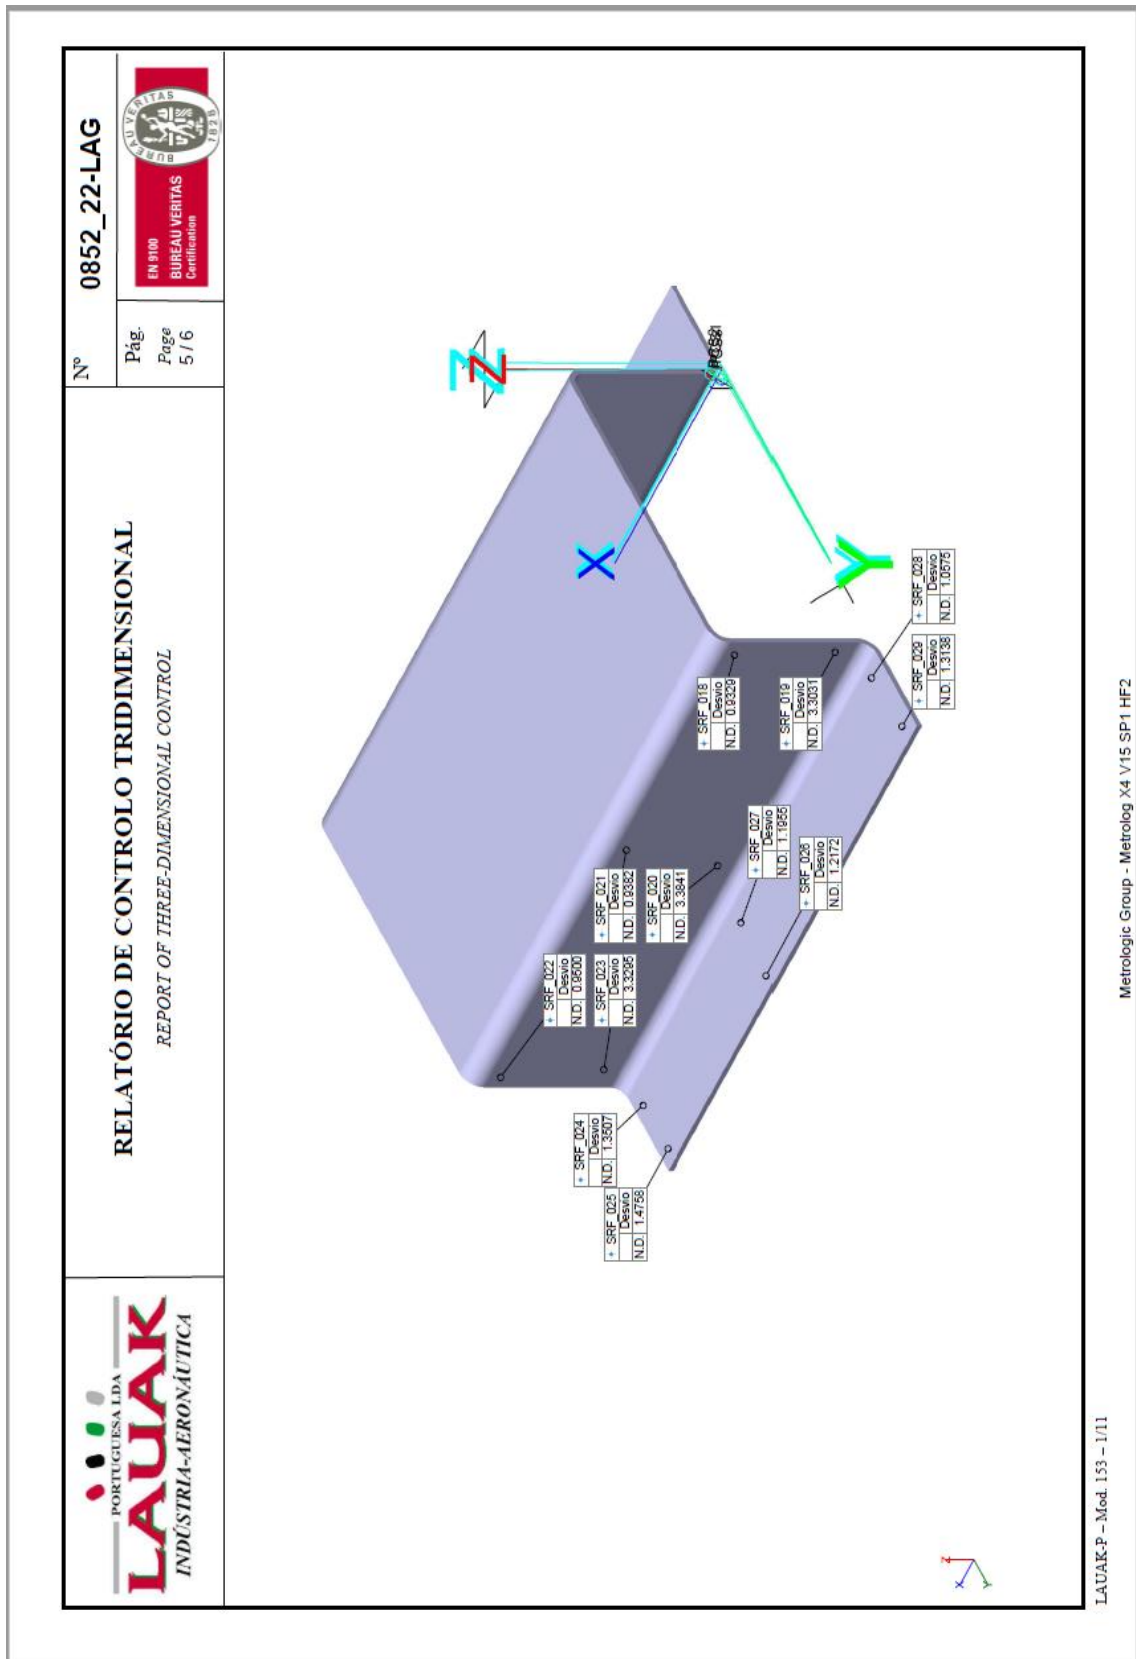 PORTUGUESA LDA
LAUAK
INDÚSTRIA-AERONÁUTICA
RELATÓRIO DE CONTROLO TRIDIMENSIONAL
REPORT OF THREE-DIMENSIONAL CONTROL
Nº 0852_22-LAG
Pág.
Page
5 / 6
EN 9100
BUREAU VERITAS
Certification
BUREAU VERITAS
1828
Z
Z
X
Y
+ SRF_022
Desvio
N.D. 0.9500
+ SRF_021
Desvio
N.D. 0.9382
+ SRF_018
Desvio
N.D. 0.9329
+ SRF_023
Desvio
N.D. 3.3295
+ SRF_020
Desvio
N.D. 3.3841
+ SRF_019
Desvio
N.D. 3.3031
+ SRF_024
Desvio
N.D. 1.3507
+ SRF_025
Desvio
N.D. 1.4758
+ SRF_027
Desvio
N.D. 1.1955
+ SRF_026
Desvio
N.D. 1.2172
+ SRF_028
Desvio
N.D. 1.0575
+ SRF_029
Desvio
N.D. 1.3138
Z
X
Y
LAUAK-P – Mod. 153 – 1/11
Metrologic Group - Metrolog X4 V15 SP1 HF2